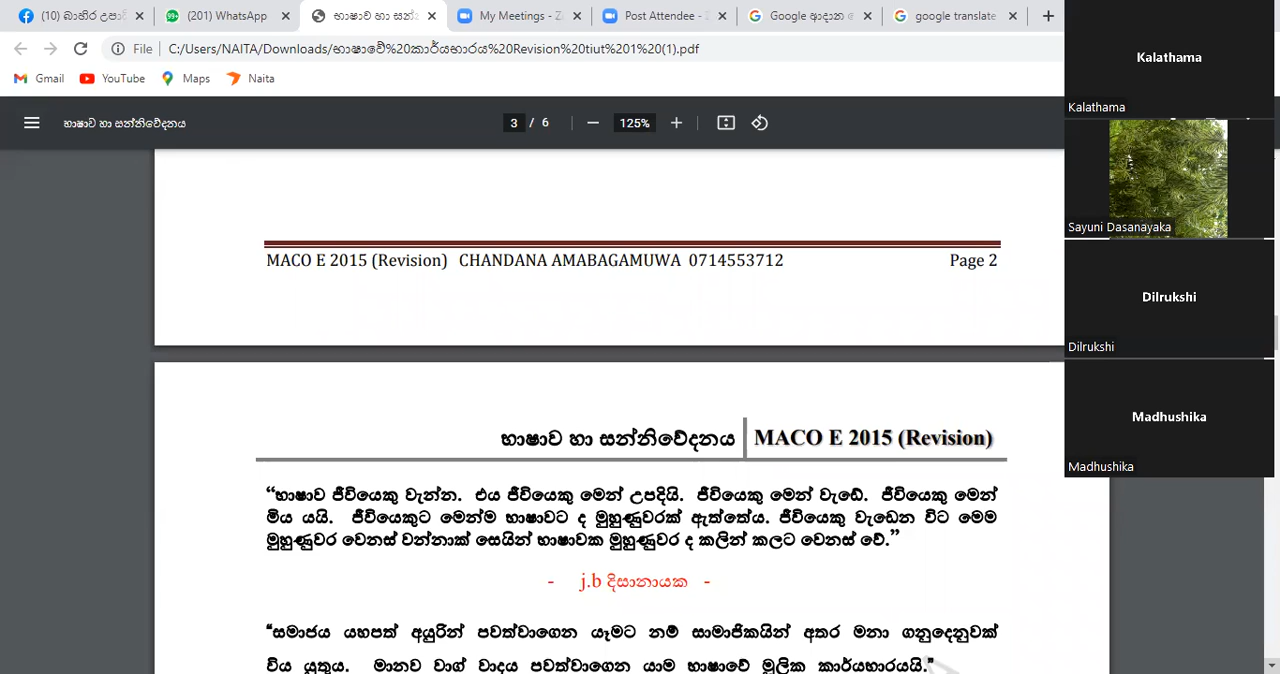 (10) බාහිර උපාධි
(201) WhatsApp
භාෂාව හා සන්න
My Meetings - Zo
Post Attendee - Z
Google ආදාන
google translate
File
C:/Users/NAITA/Downloads/භාෂාවේ%20කාර්යභාරය%20Revision%20tiut%201%20(1).pdf
Gmail
YouTube
Maps
Naita
භාෂාව හා සන්නිවේදනය
3 / 6
125%
MACO E 2015 (Revision) CHANDANA AMABAGAMUWA 0714553712
Page 2
භාෂාව හා සන්නිවේදනය
MACO E 2015 (Revision)
“භාෂාව ජීවියෙකු වැන්න. එය ජීවියෙකු මෙන් උපදියි. ජීවියෙකු මෙන් වැඩේ. ජීවියෙකු මෙන්
මිය යයි. ජීවියෙකුට මෙන්ම භාෂාවට ද මුහුණුවරක් ඇත්තේය. ජීවියෙකු වැඩෙන විට මෙම
මුහුණුවර වෙනස් වන්නාක් සෙයින් භාෂාවක මුහුණුවර ද කලින් කලට වෙනස් වේ.”
- j.b දිසානායක -
“සමාජය යහපත් අයුරින් පවත්වාගෙන යෑමට නම් සාමාජිකයින් අතර මනා ගනුදෙනුවක්
විය යුතුය. මානව වාග් වාදය පවත්වාගෙන යාම භාෂාවේ මූලික කාර්යභාරයයි.”
Kalathama
Kalathama
Sayuni Dasanayaka
Dilrukshi
Dilrukshi
Madhushika
Madhushika